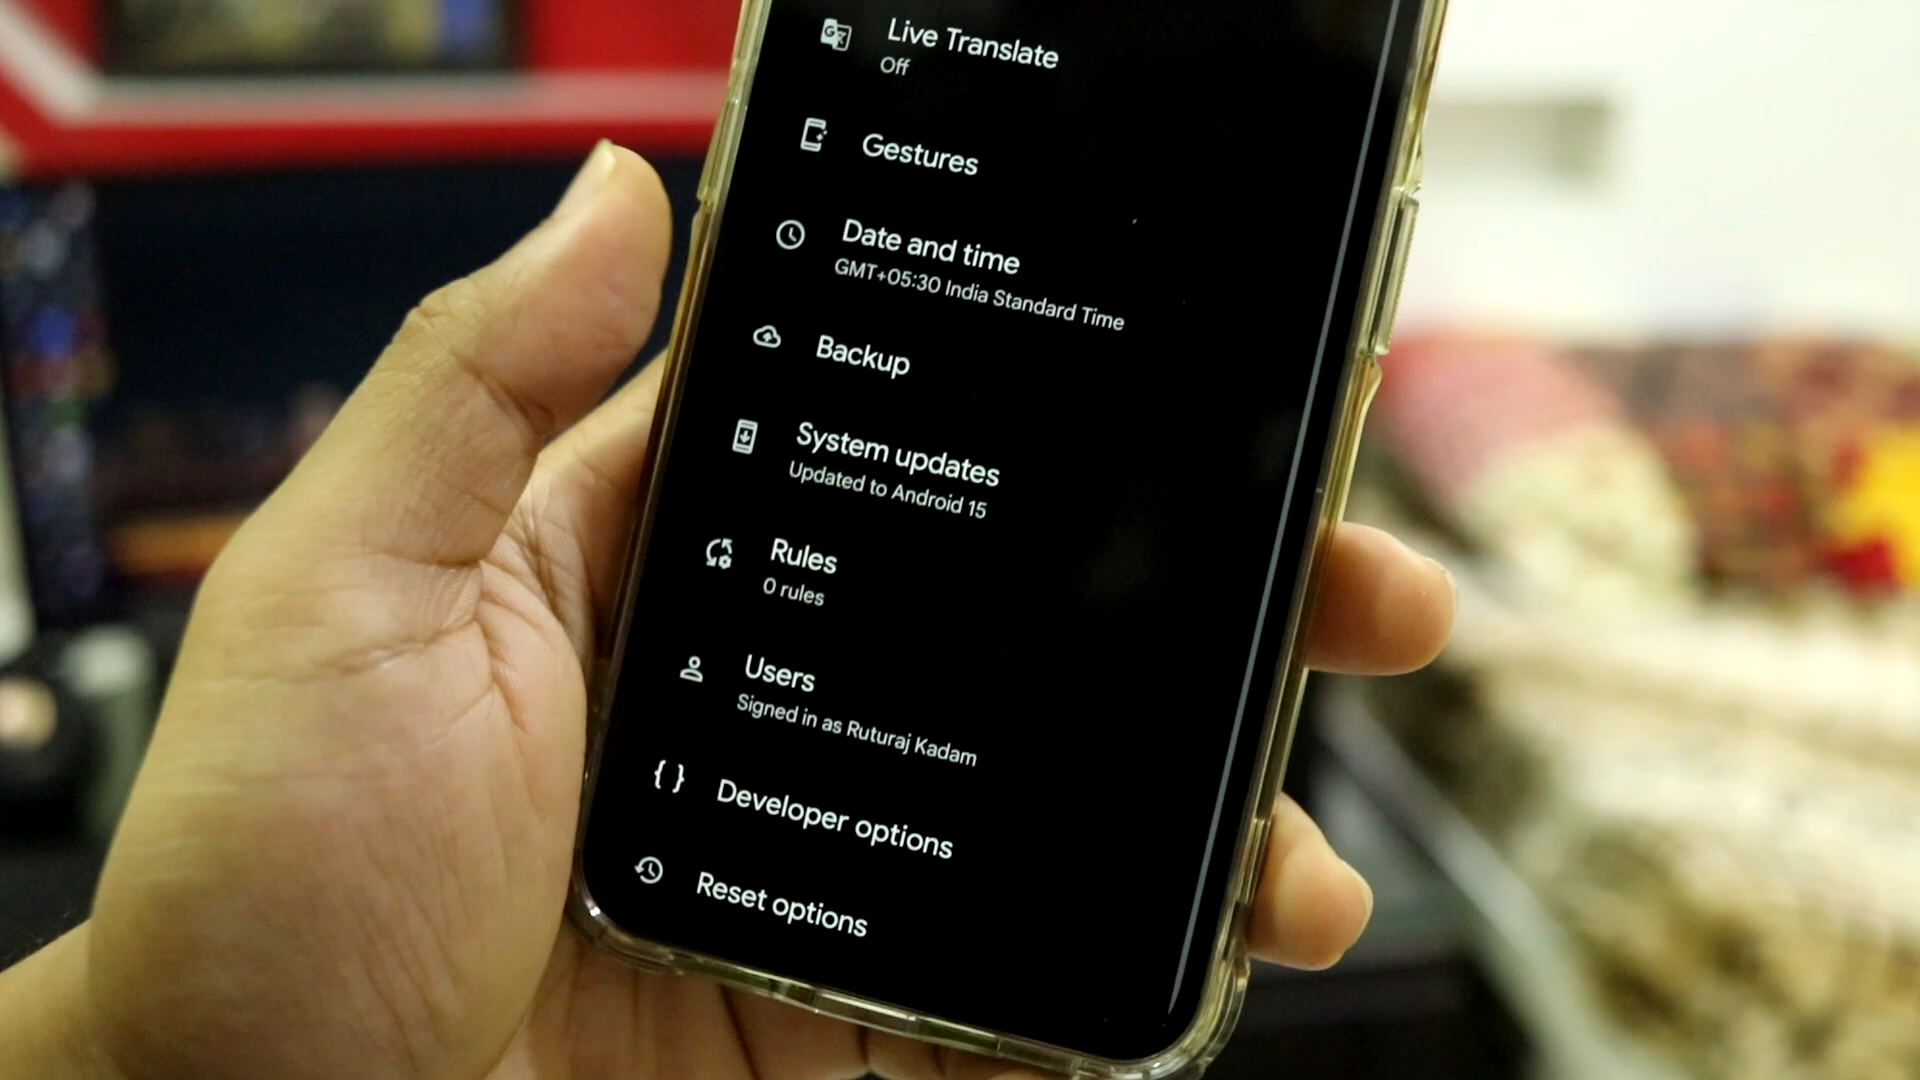 Live Translate
Off
Gestures
Date and time
GMT+05:30 India Standard Time
Backup
System updates
Updated to Android 15
Rules
0 rules
Users
Signed in as Ruturaj Kadam
Developer options
Reset options